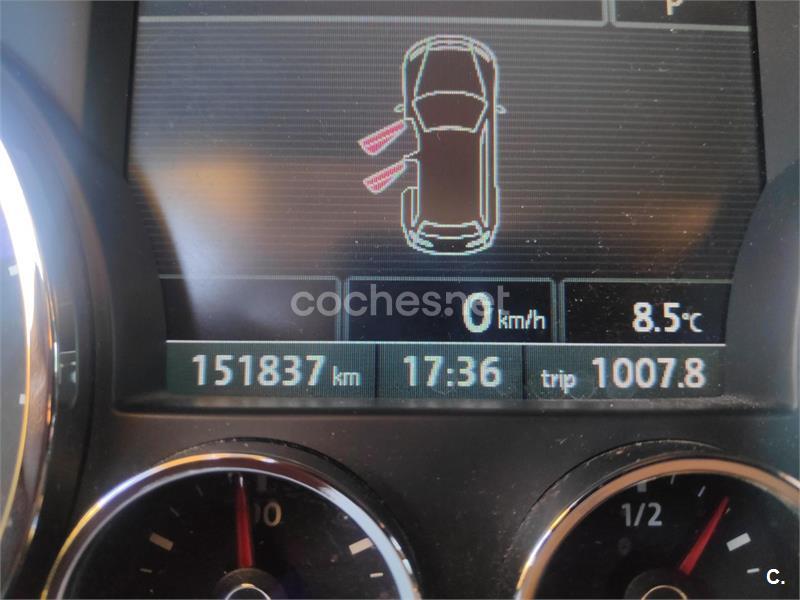 coches.net
0 km/h
8.5°C
151837 km
17:36
trip 1007.8
1/2
C.